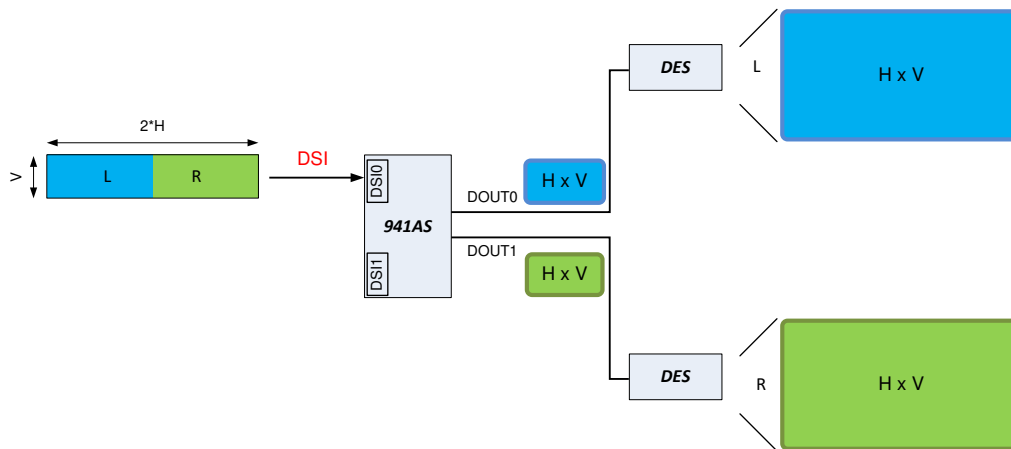 2*H
V
L
R
DSI
DSI0
941AS
DSI1
DOUT0
H x V
DES
L
H x V
DOUT1
H x V
DES
R
H x V